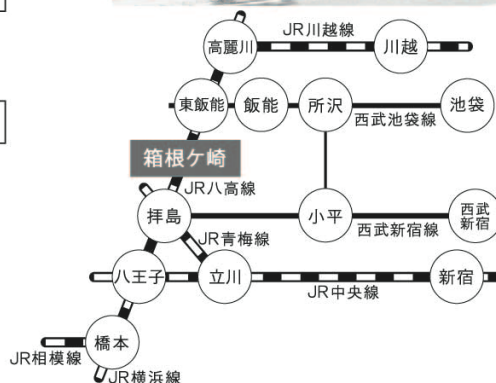 JR川越線
高麗川
川越
東飯能
飯能
所沢
池袋
西武池袋線
箱根ケ崎
JR八高線
拝島
小平
西武新宿線
西武
新宿
JR青梅線
八王子
立川
新宿
JR中央線
橋本
JR相模線
JR横浜線